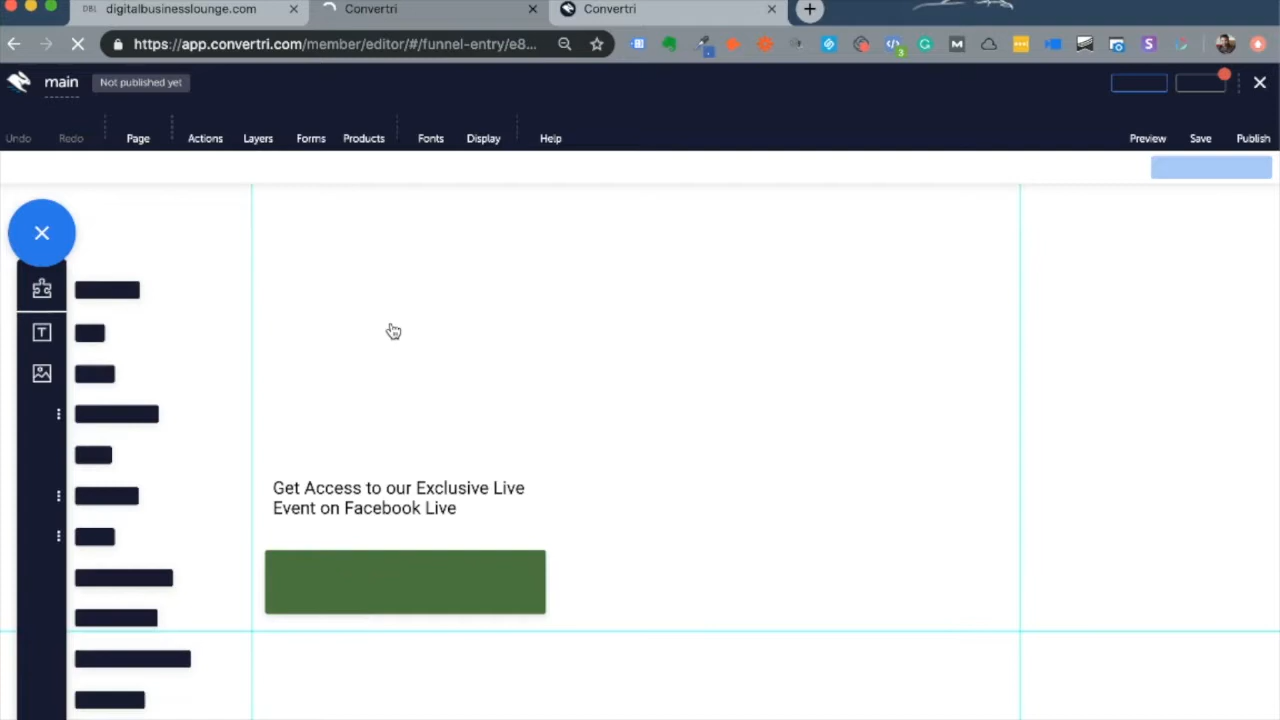 DBL digitalbusinesslounge.com
Convertri
Convertri
https://app.convertri.com/member/editor/#/funnel-entry/e8...
3
M
S
main
Not published yet
Undo
Redo
Page
Actions
Layers
Forms
Products
Fonts
Display
Help
Preview
Save
Publish
T
Get Access to our Exclusive Live
Event on Facebook Live